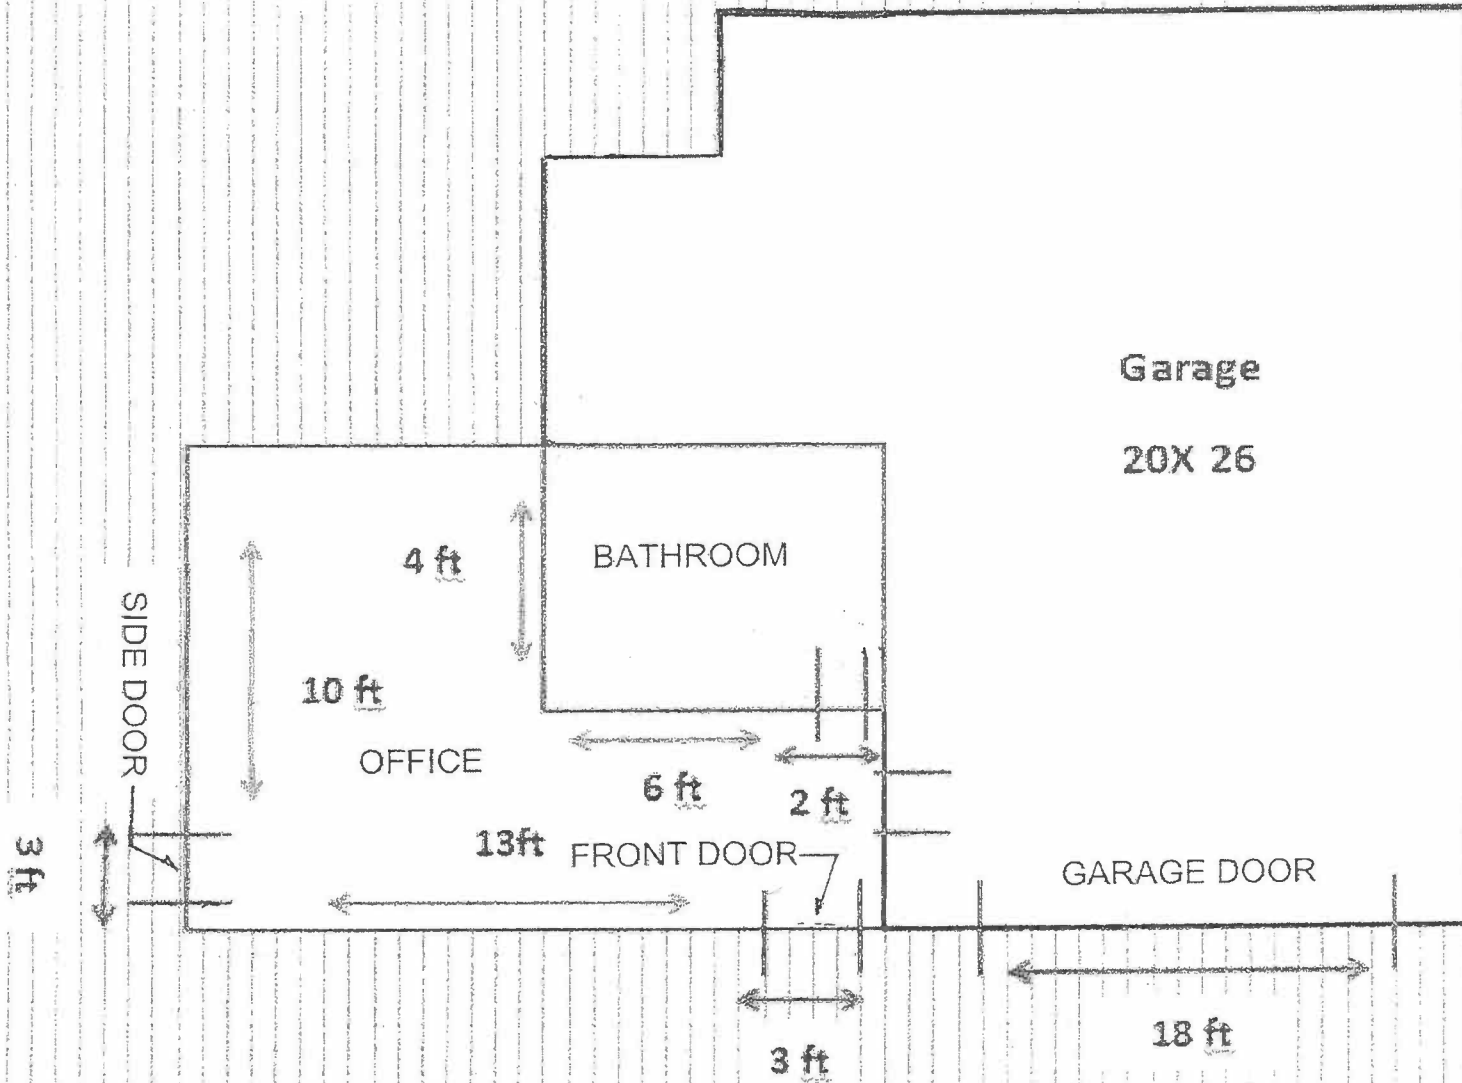 Garage
20X 26
4 ft
BATHROOM
SIDE DOOR
10 ft
OFFICE
6 ft
2 ft
13ft
FRONT DOOR
3 ft
GARAGE DOOR
18 ft
3 ft